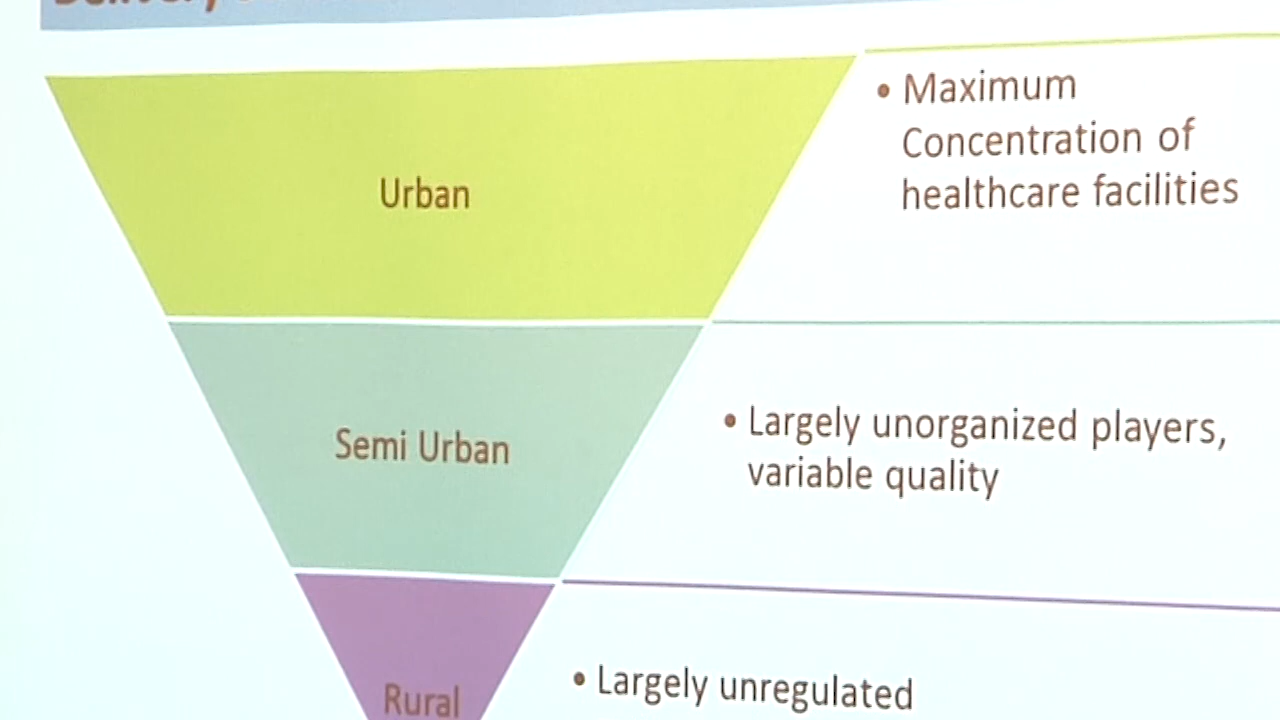 Urban
• Maximum
Concentration of
healthcare facilities
Semi Urban
• Largely unorganized players,
variable quality
Rural
• Largely unregulated